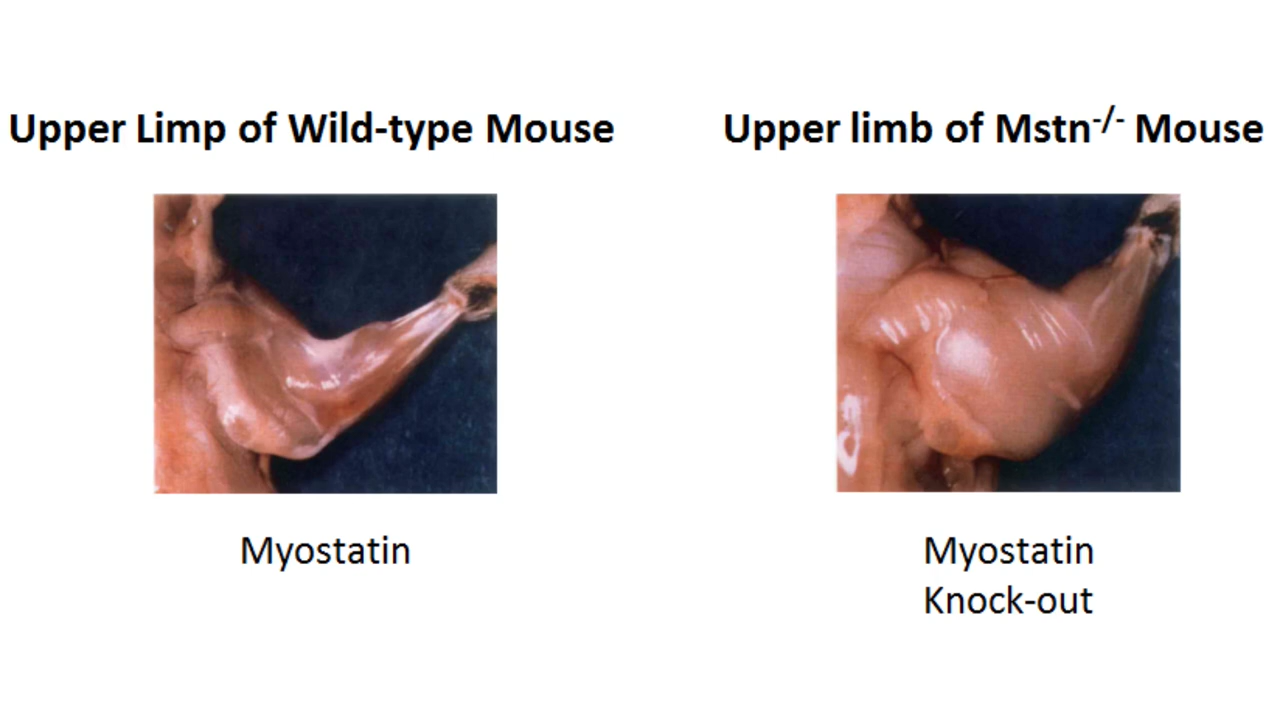 Upper Limp of Wild-type Mouse
Upper limb of Mstn-/- Mouse
Myostatin
Myostatin
Knock-out